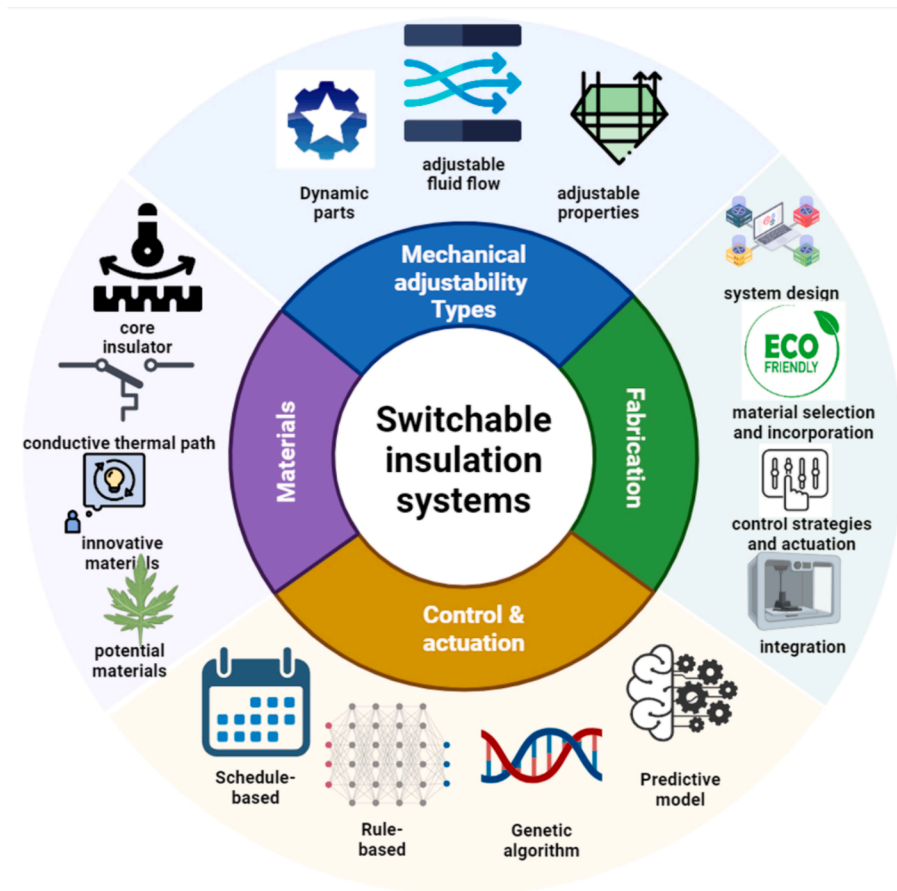 Dynamic
parts
adjustable
fluid flow
adjustable
properties
Mechanical
adjustability
Types
system design
ECO
FRIENDLY
material selection
and incorporation
control strategies
and actuation
integration
Fabrication
core
insulator
conductive thermal path
innovative
materials
potential
materials
Materials
Switchable
insulation
systems
Control &
actuation
Schedule-
based
Rule-
based
Genetic
algorithm
Predictive
model